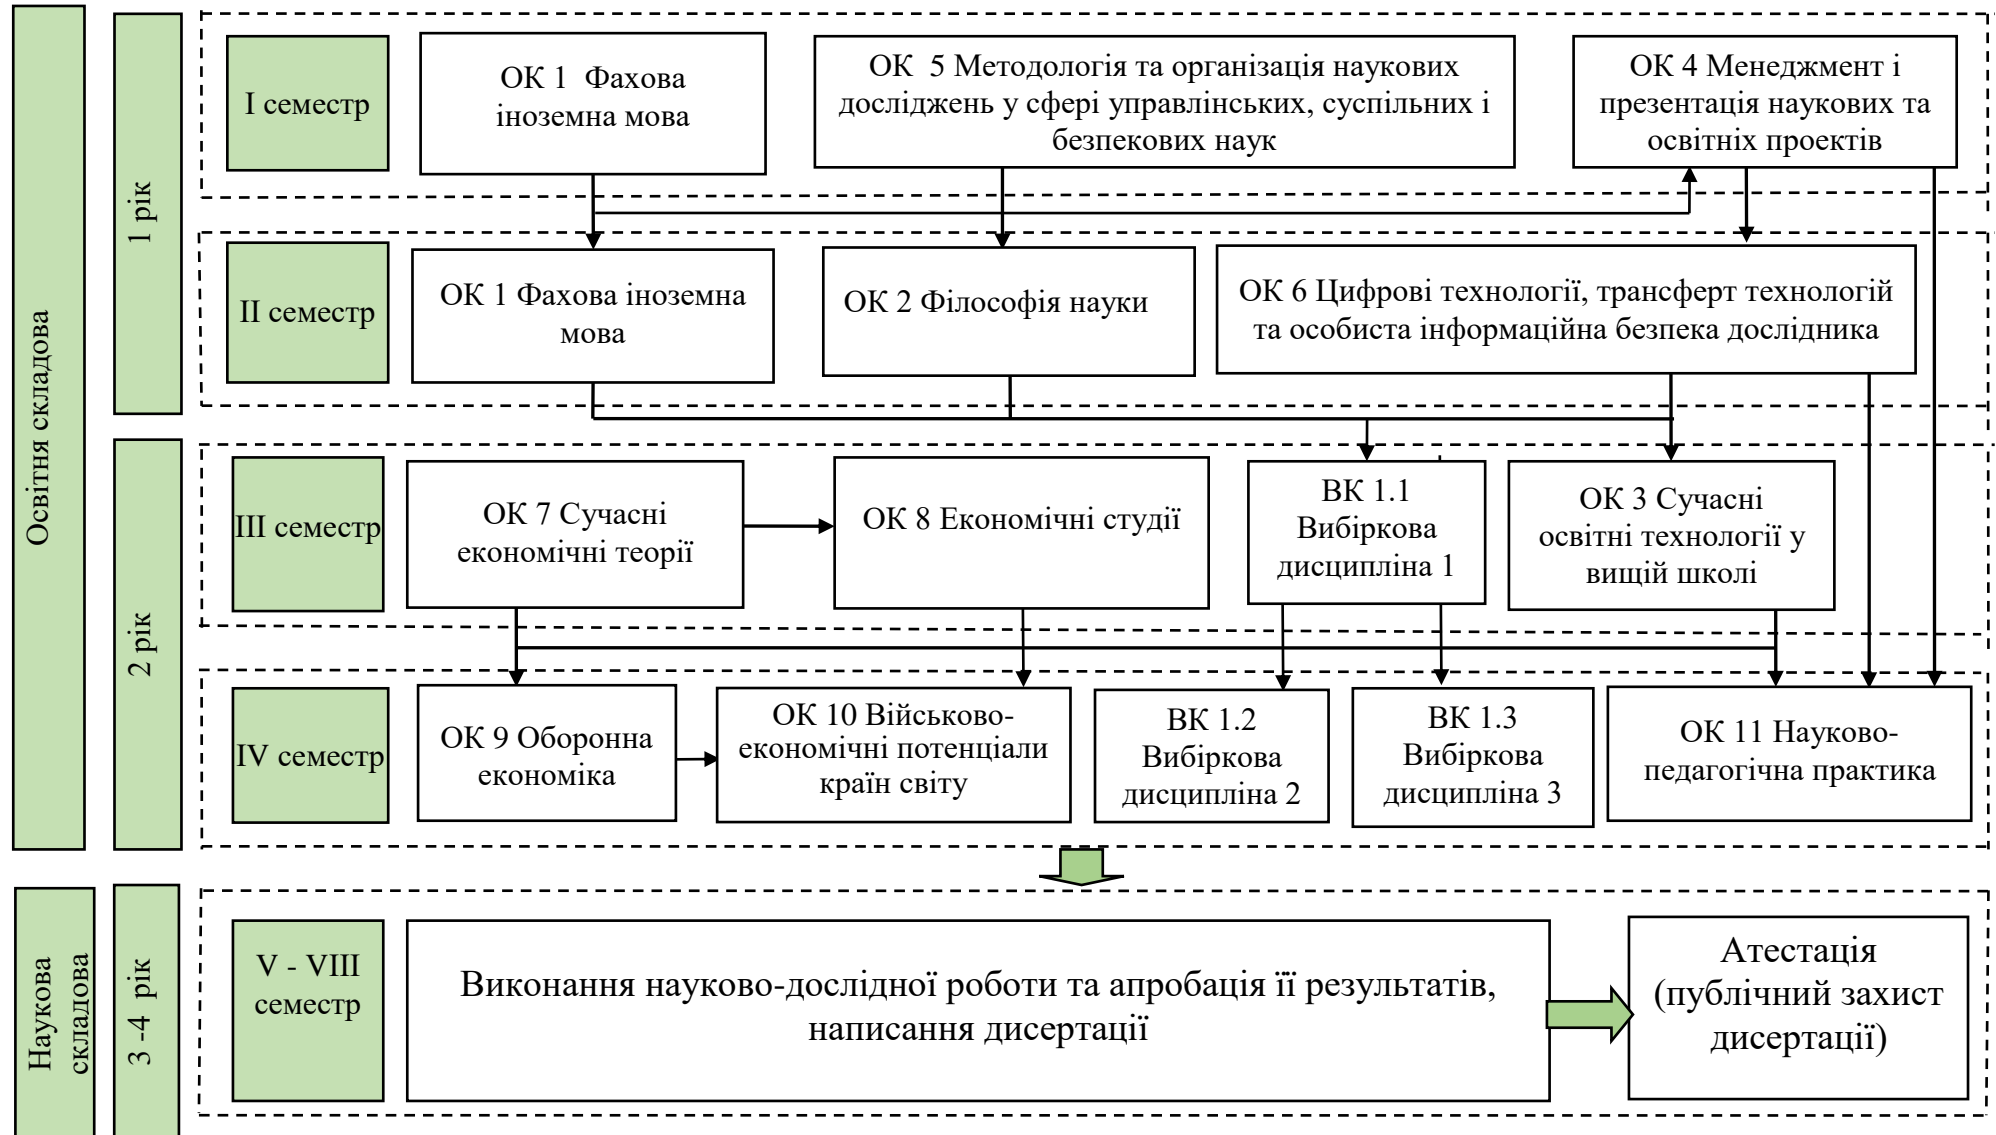 Освітня складова
1 рік
I семестр
ОК 1 Фахова
іноземна мова
ОК 5 Методологія та організація наукових
досліджень у сфері управлінських, суспільних і
безпекових наук
ОК 4 Менеджмент і
презентація наукових та
освітніх проектів
II семестр
ОК 1 Фахова іноземна
мова
ОК 2 Філософія науки
ОК 6 Цифрові технології, трансферт технологій
та особиста інформаційна безпека дослідника
2 рік
III семестр
ОК 7 Сучасні
економічні теорії
ОК 8 Економічні студії
ВК 1.1
Вибіркова
дисципліна 1
ОК 3 Сучасні
освітні технології у
вищій школі
IV семестр
ОК 9 Оборонна
економіка
ОК 10 Військово-
економічні потенціали
країн світу
ВК 1.2
Вибіркова
дисципліна 2
ВК 1.3
Вибіркова
дисципліна 3
ОК 11 Науково-
педагогічна практика
Наукова
складова
3 -4 рік
V - VIII
семестр
Виконання науково-дослідної роботи та апробація її результатів,
написання дисертації
Атестація
(публічний захист
дисертації)